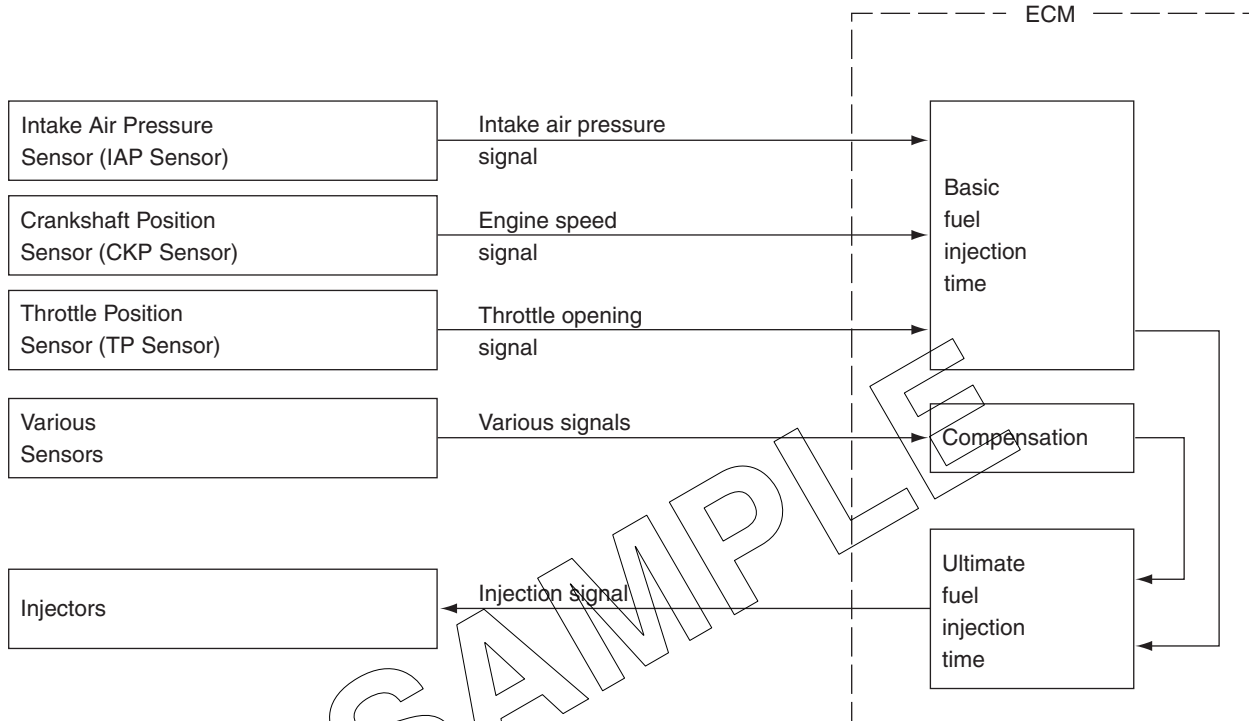 ECM
Intake Air Pressure
Sensor (IAP Sensor)
Intake air pressure
signal
Crankshaft Position
Sensor (CKP Sensor)
Engine speed
signal
Throttle Position
Sensor (TP Sensor)
Throttle opening
signal
Basic
fuel
injection
time
Various
Sensors
Various signals
Compensation
Injectors
Injection signal
Ultimate
fuel
injection
time
SAMPLE